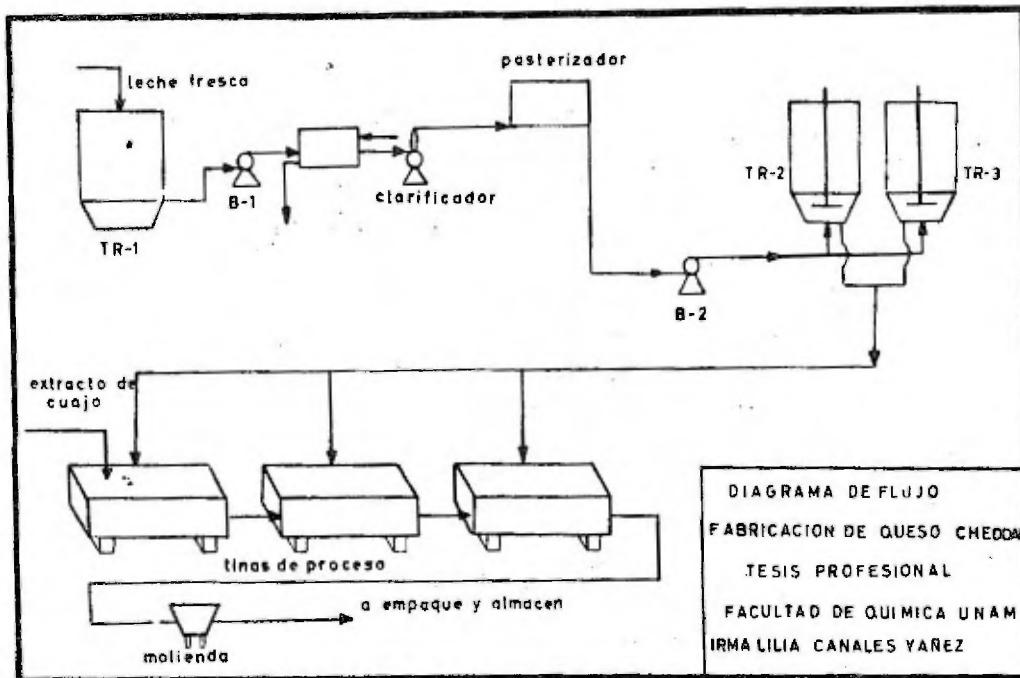 leche fresca
pasterizador
TR-1
B-1
clarificador
TR-2
TR-3
B-2
extracto de
cuajo
tinas de proceso
a empaque y almacen
molienda
DIAGRAMA DE FLUJO
FABRICACION DE QUESO CHEDDA
TESIS PROFESIONAL
FACULTAD DE QUIMICA UNAM
IRMA LILIA CANALES YAÑEZ